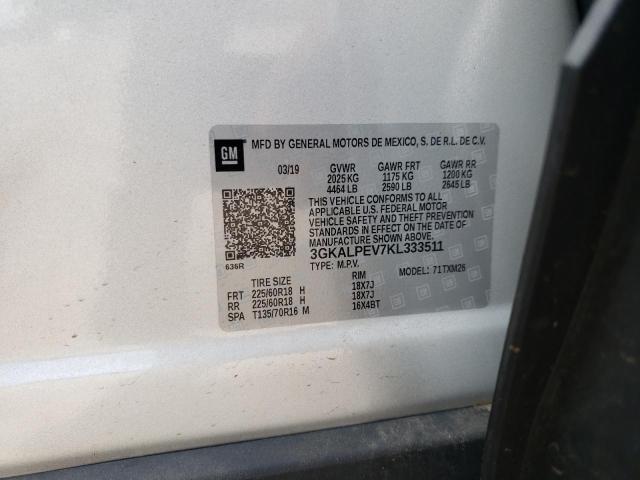 GM MFD BY GENERAL MOTORS DE MEXICO, S. DE R.L. DE C.V.
03/19 GVWR GAWR FRT GAWR RR
2025 KG 1175 KG 1200 KG
4464 LB 2590 LB 2645 LB
THIS VEHICLE CONFORMS TO ALL
APPLICABLE U.S. FEDERAL MOTOR
VEHICLE SAFETY, BUMPER, AND THEFT
PREVENTION STANDARDS IN EFFECT ON
THE DATE OF MANUFACTURE SHOWN ABOVE.
3GKALPEV7KL333511
636R TYPE: M.P.V. MODEL: 71TXM26
TIRE SIZE RIM
FRT 225/60R18 H 18X7J
RR 225/60R18 H 18X7J
SPA T135/70R16 M 16X4BT